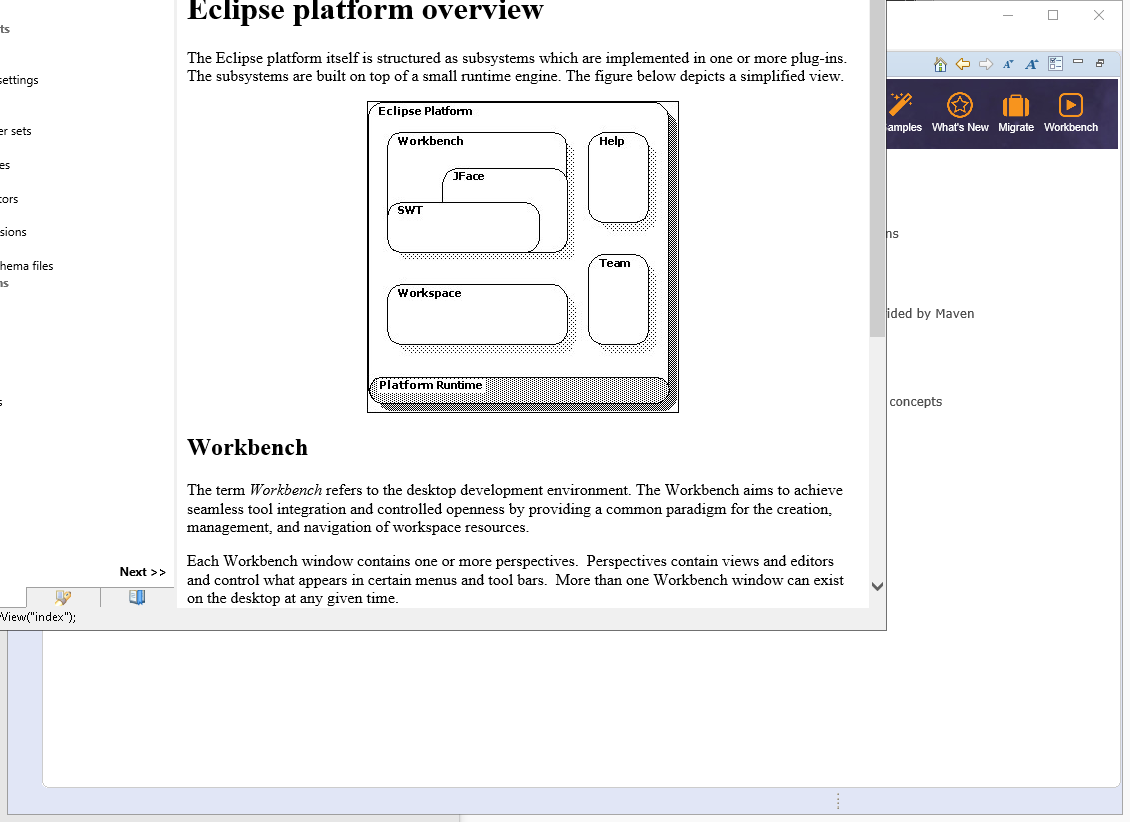 ts
settings
er sets
es
tors
sions
hema files
ns
s
Next >>
View("index");
Eclipse platform overview
The Eclipse platform itself is structured as subsystems which are implemented in one or more plug-ins.
The subsystems are built on top of a small runtime engine. The figure below depicts a simplified view.
Eclipse Platform
Workbench
JFace
SWT
Help
Team
Workspace
Platform Runtime
Workbench
The term Workbench refers to the desktop development environment. The Workbench aims to achieve
seamless tool integration and controlled openness by providing a common paradigm for the creation,
management, and navigation of workspace resources.
Each Workbench window contains one or more perspectives.  Perspectives contain views and editors
and control what appears in certain menus and tool bars.  More than one Workbench window can exist
on the desktop at any given time.
amples What's New Migrate Workbench
ns
ided by Maven
concepts